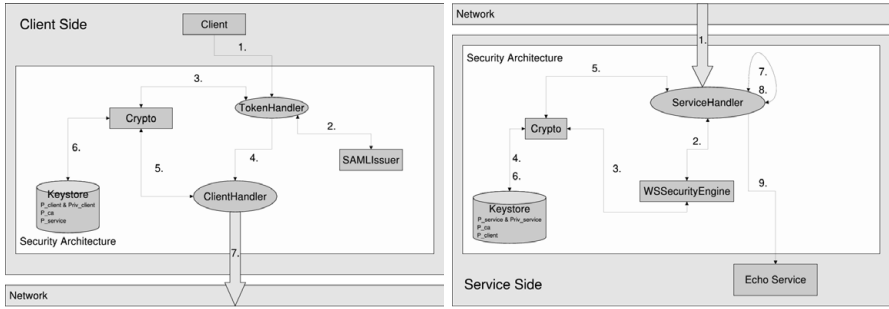 Client Side
Client
1.
3.
TokenHandler
Crypto
2.
6.
4.
SAMLIssuer
5.
Keystore
P_client & Priv_client
P_ca
P_service
ClientHandler
Security Architecture
7.
Network
Network
1.
Security Architecture
5.
7.
8.
ServiceHandler
Crypto
2.
4.
3.
6.
WSSecurityEngine
9.
Keystore
P_service & Priv_service
P_ca
P_client
Echo Service
Service Side